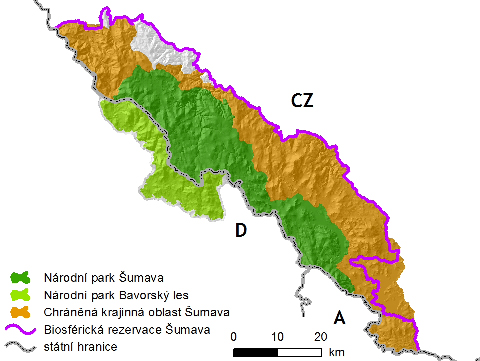 CZ
D
A
Národní park Šumava
Národní park Bavorský les
Chráněná krajinná oblast Šumava
Biosférická rezervace Šumava
státní hranice
0 10 20
km